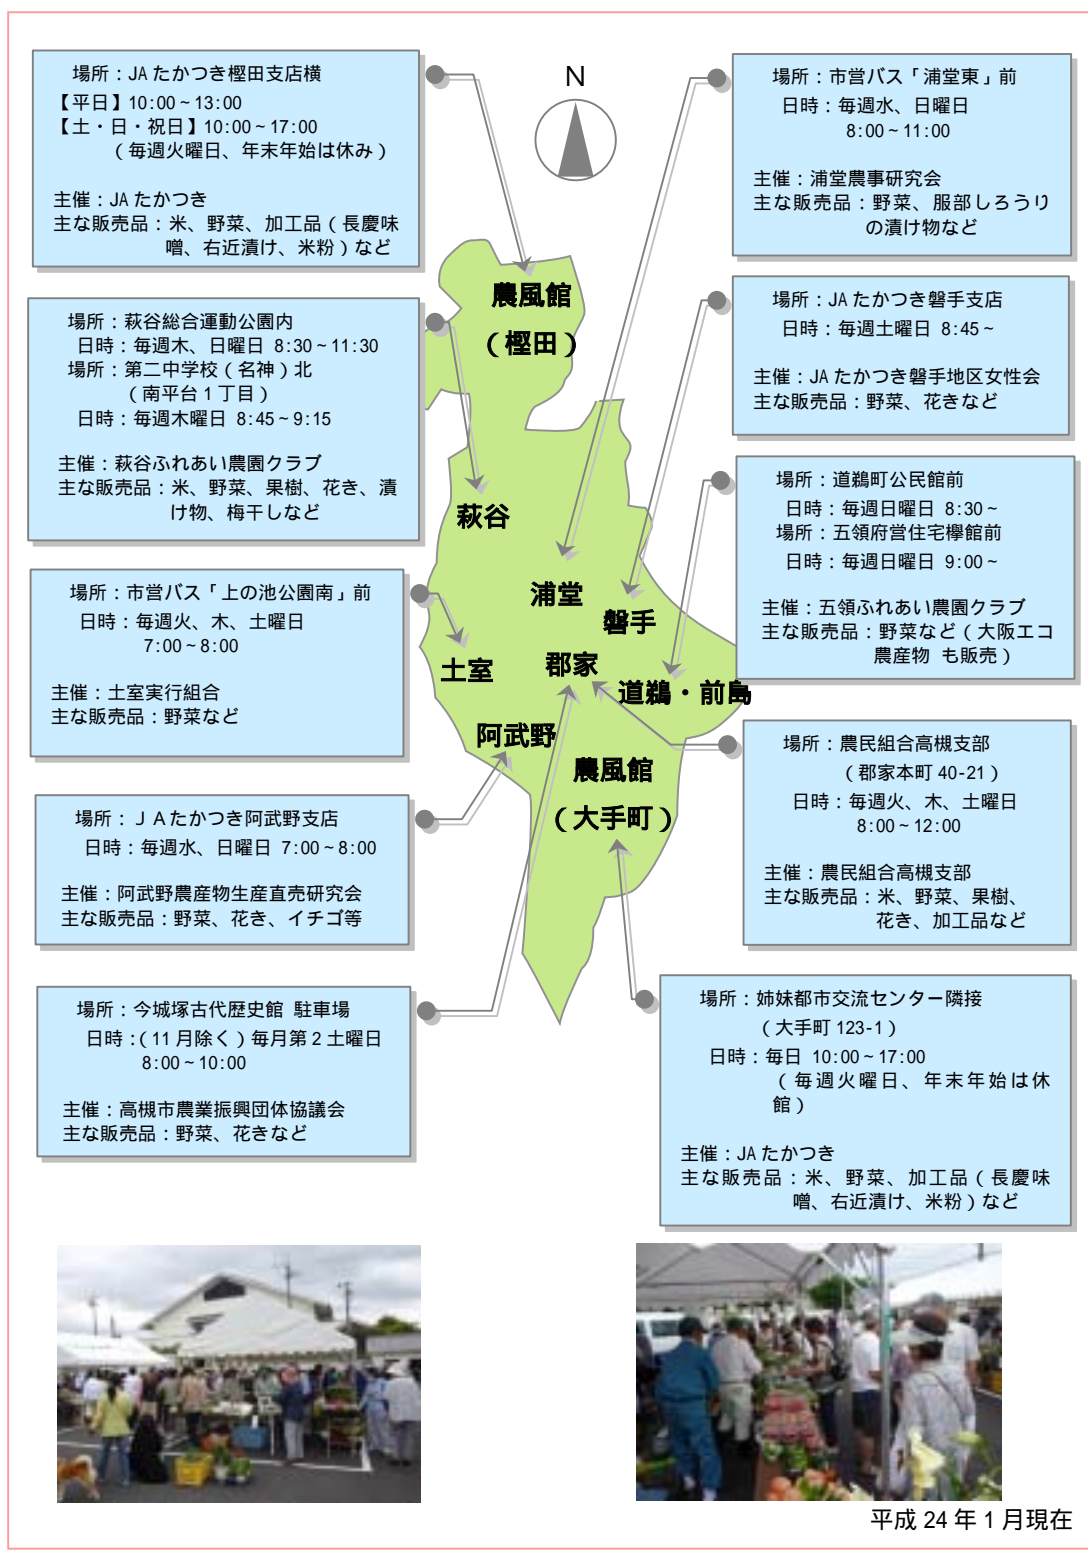 場所：JAたかつき樫田支店横
【平日】10:00～13:00
【土・日・祝日】10:00～17:00
（毎週火曜日、年末年始は休み）
主催：JAたかつき
主な販売品：米、野菜、加工品（長慶味
噌、右近漬け、米粉）など
場所：萩谷総合運動公園内
日時：毎週木、日曜日 8:30～11:30
場所：第二中学校（名神）北
（南平台1丁目）
日時：毎週木曜日 8:45～9:15
主催：萩谷ふれあい農園クラブ
主な販売品：米、野菜、果樹、花き、漬
け物、梅干しなど
場所：市営バス「上の池公園南」前
日時：毎週火、木、土曜日
7:00～8:00
主催：土室実行組合
主な販売品：野菜など
場所：ＪＡたかつき阿武野支店
日時：毎週水、日曜日 7:00～8:00
主催：阿武野農産物生産直売研究会
主な販売品：野菜、花き、イチゴ等
場所：今城塚古代歴史館 駐車場
日時：（11月除く）毎月第2土曜日
8:00～10:00
主催：高槻市農業振興団体協議会
主な販売品：野菜、花きなど
N
農風館
（樫田）
萩谷
浦堂
磐手
土室
郡家
道鵜・前島
阿武野
農風館
（大手町）
場所：市営バス「浦堂東」前
日時：毎週水、日曜日
8:00～11:00
主催：浦堂農事研究会
主な販売品：野菜、服部しろうり
の漬け物など
場所：JAたかつき磐手支店
日時：毎週土曜日 8:45～
主催：JAたかつき磐手地区女性会
主な販売品：野菜、花きなど
場所：道鵜町公民館前
日時：毎週日曜日 8:30～
場所：五領府営住宅欅館前
日時：毎週日曜日 9:00～
主催：五領ふれあい農園クラブ
主な販売品：野菜など（大阪エコ
農産物 も販売）
場所：農民組合高槻支部
（郡家本町40-21）
日時：毎週火、木、土曜日
8:00～12:00
主催：農民組合高槻支部
主な販売品：米、野菜、果樹、
花き、加工品など
場所：姉妹都市交流センター隣接
（大手町123-1）
日時：毎日 10:00～17:00
（毎週火曜日、年末年始は休
館）
主催：JAたかつき
主な販売品：米、野菜、加工品（長慶味
噌、右近漬け、米粉）など
平成24年1月現在